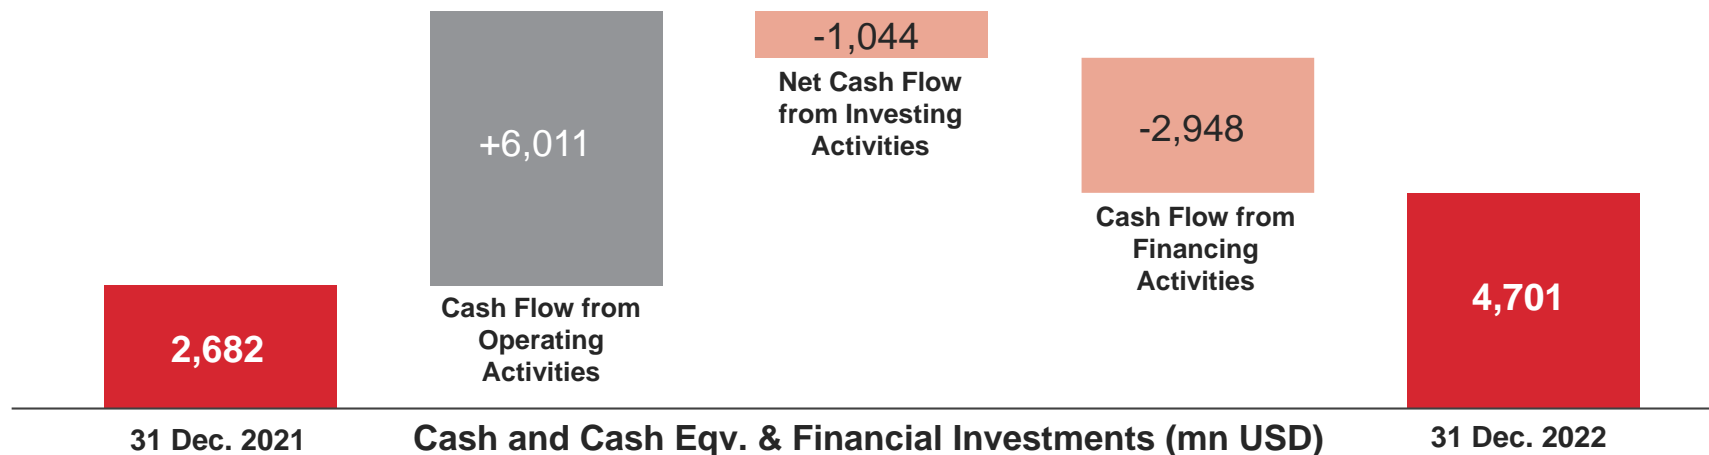 -1,044
Net Cash Flow
from Investing
Activities
+6,011
-2,948
Cash Flow from
Financing
Activities
Cash Flow from
Operating
Activities
2,682
4,701
31 Dec. 2021
Cash and Cash Eqv. & Financial Investments (mn USD)
31 Dec. 2022